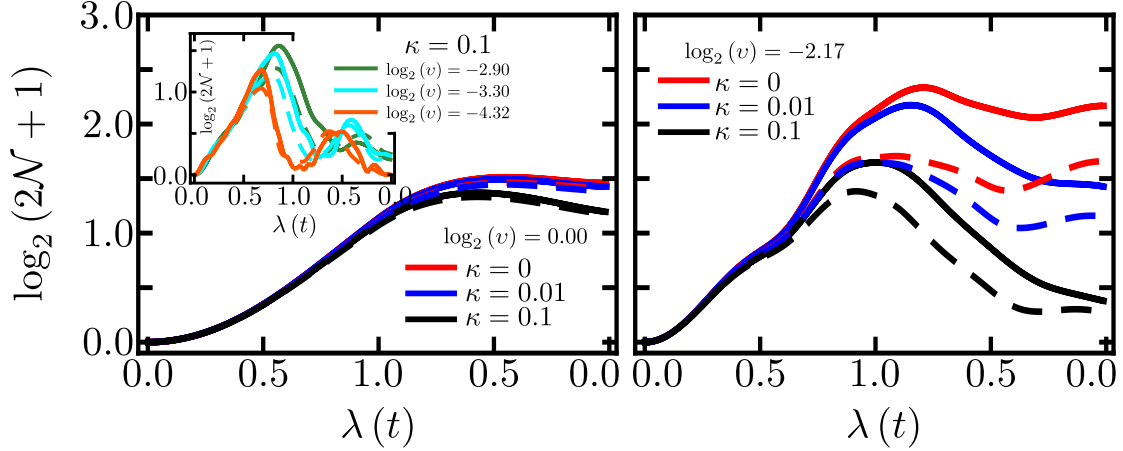 log₂ (2𝒩 + 1)
3.0
2.0
1.0
0.0
0.0 0.5 1.0 0.5 0.0
λ (t)
log₂ (υ) = 0.00
κ = 0
κ = 0.01
κ = 0.1
log₂ (2𝒩 + 1)
1.0
0.0
0.0 0.5 1.0 0.5 0.0
λ (t)
κ = 0.1
log₂ (υ) = −2.90
log₂ (υ) = −3.30
log₂ (υ) = −4.32
log₂ (υ) = −2.17
κ = 0
κ = 0.01
κ = 0.1
0.0 0.5 1.0 0.5 0.0
λ (t)